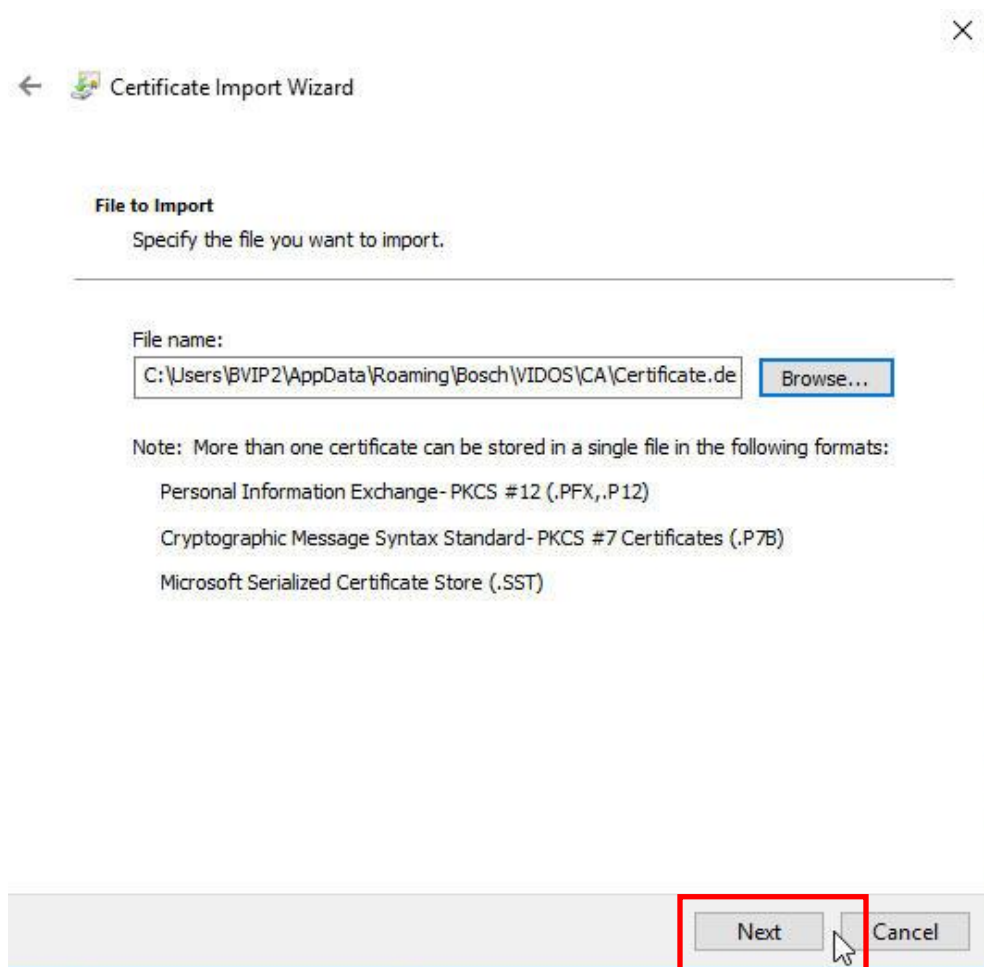 Certificate Import Wizard
File to Import
Specify the file you want to import.
File name:
C:\Users\BVIP2\AppData\Roaming\Bosch\VIDOS\CA\Certificate.de
Browse...
Note: More than one certificate can be stored in a single file in the following formats:
Personal Information Exchange- PKCS #12 (.PFX,.P12)
Cryptographic Message Syntax Standard- PKCS #7 Certificates (.P7B)
Microsoft Serialized Certificate Store (.SST)
Next
Cancel